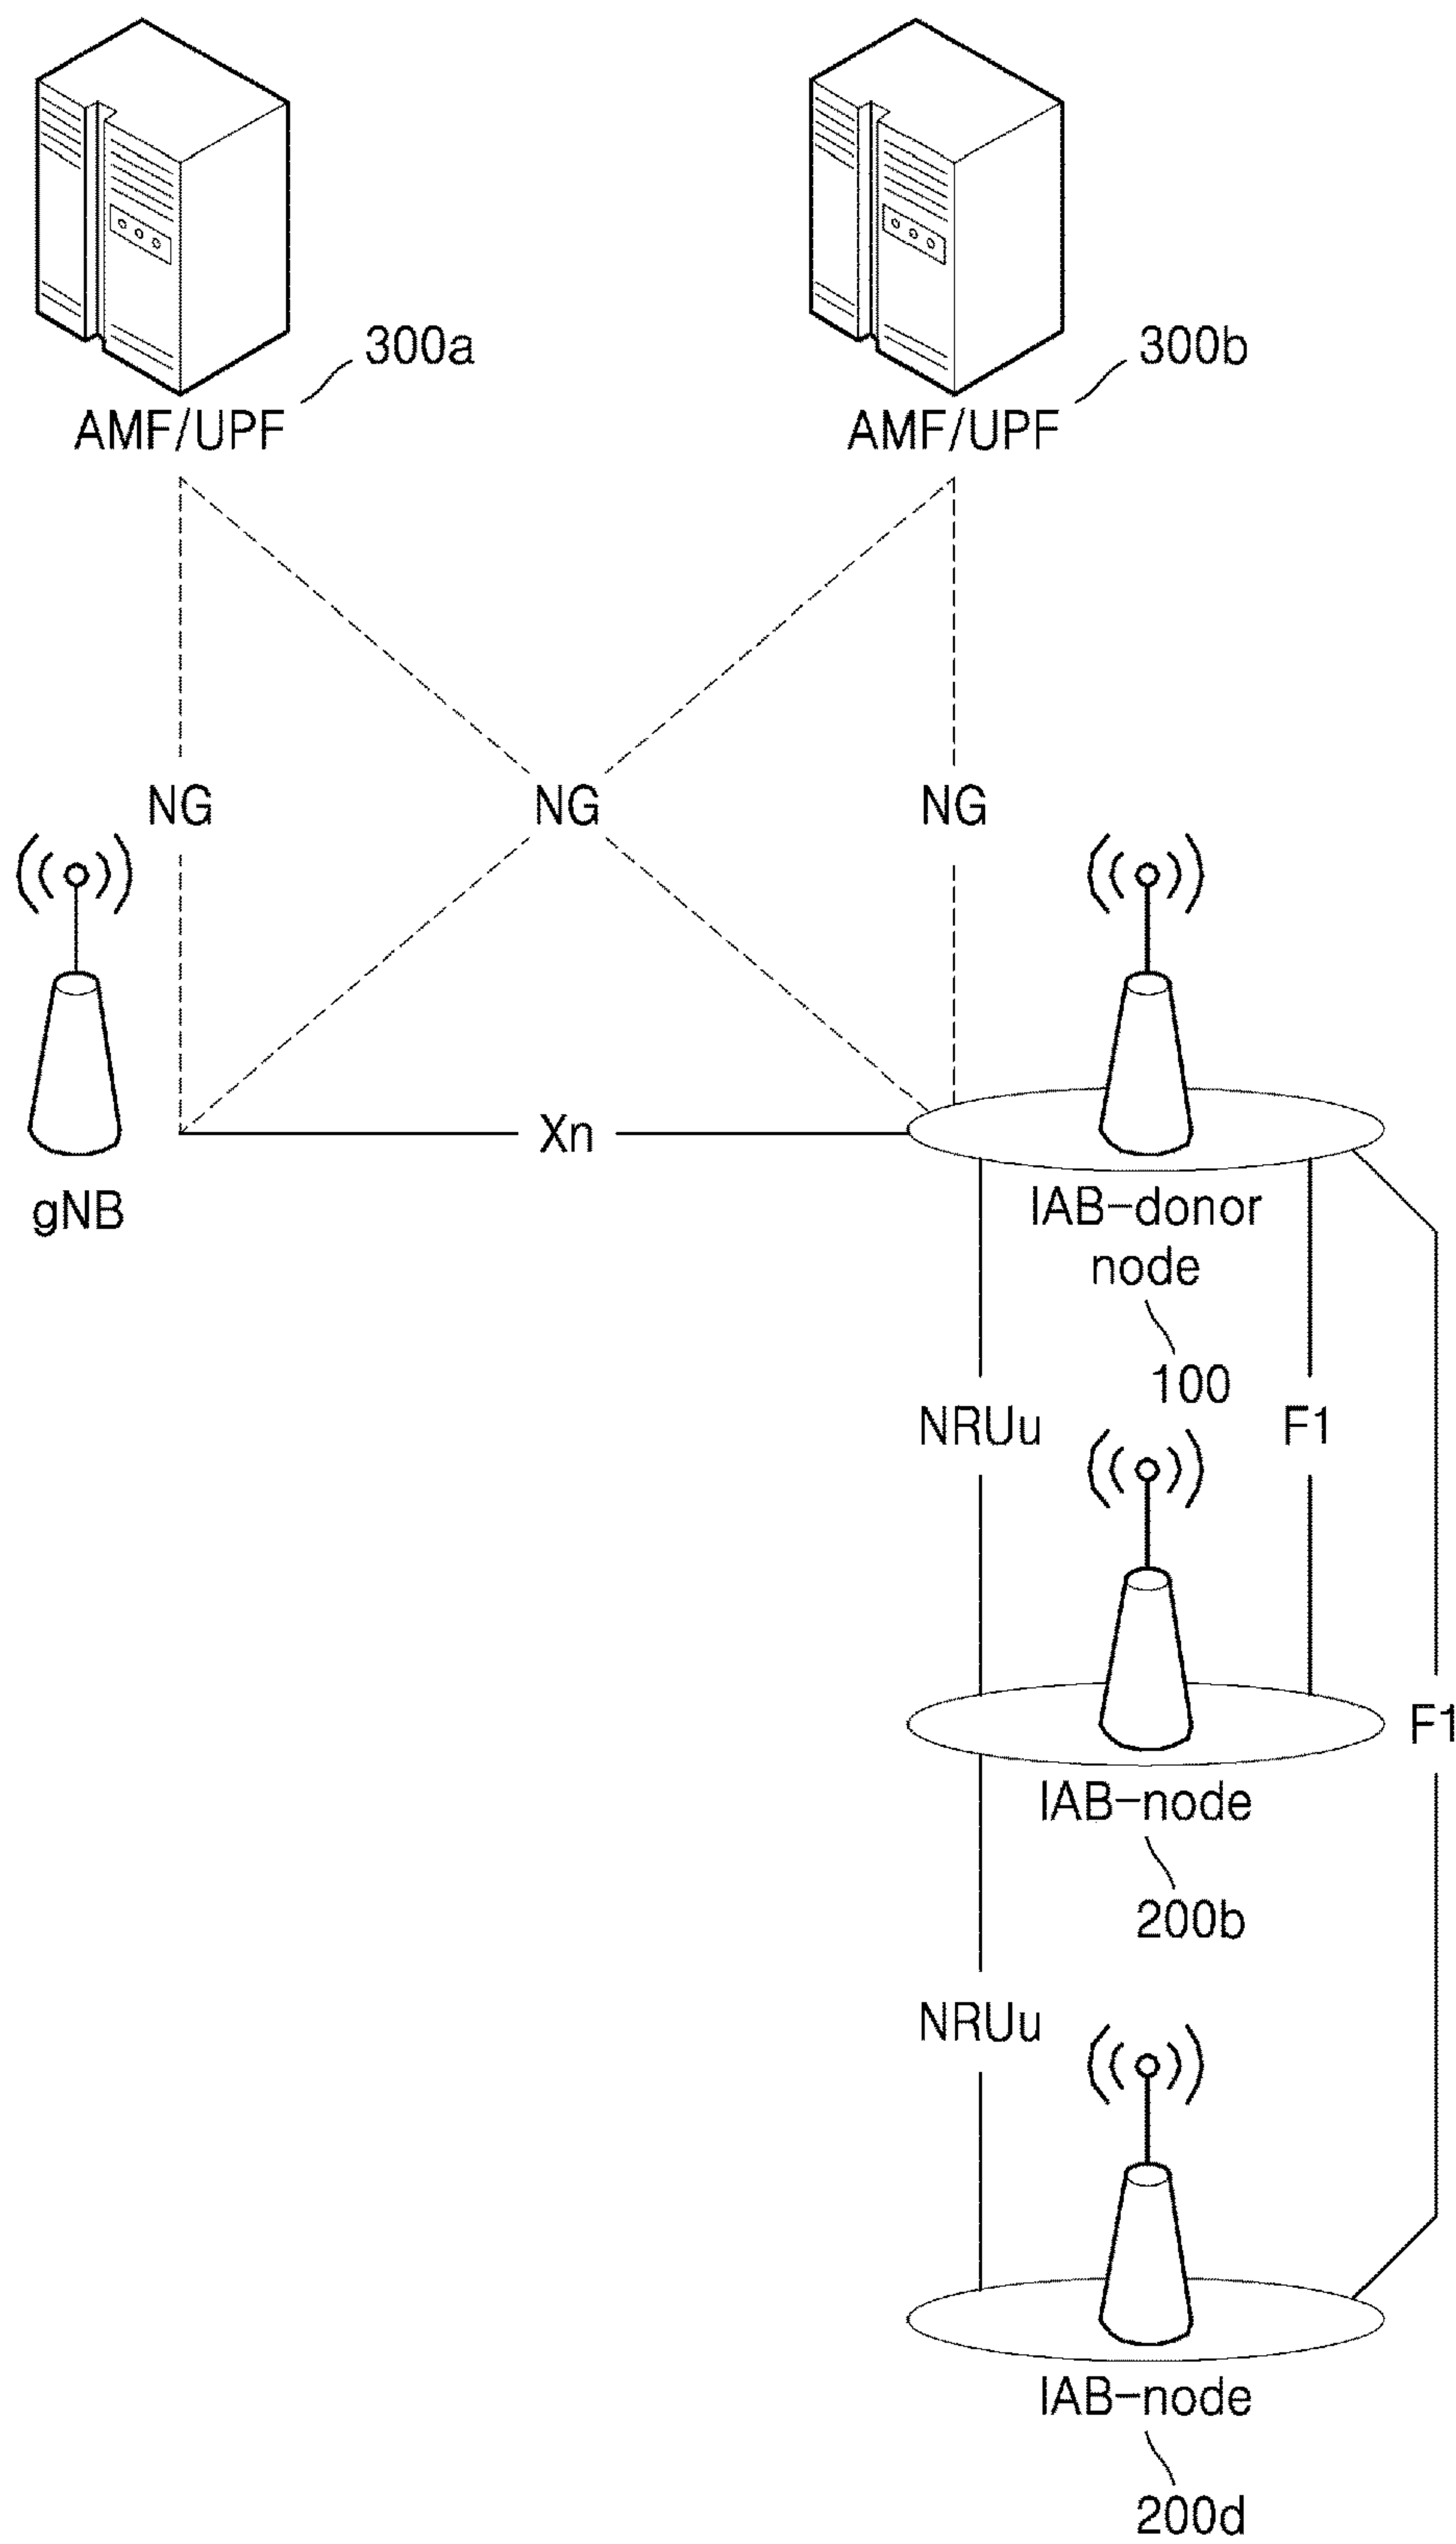 300a
AMF/UPF
300b
AMF/UPF
NG
NG
NG
Xn
gNB
IAB-donor
node
100
NRUu
F1
F1
IAB-node
200b
NRUu
IAB-node
200d